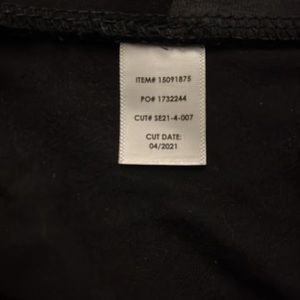 ITEM# 15091875
PO# 1732244
CUT# SE21-4-007
CUT DATE:
04/2021